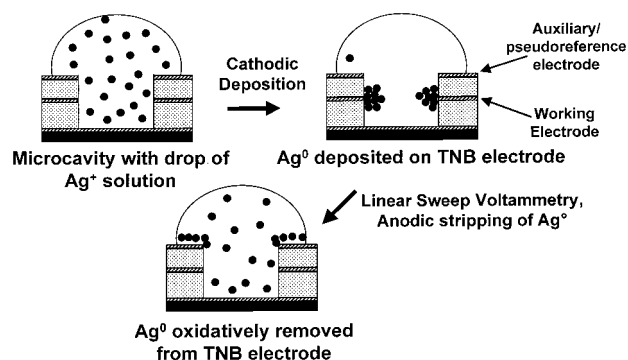 Cathodic
Deposition
Auxiliary/
pseudoreference
electrode
Working
Electrode
Microcavity with drop of
Ag⁺ solution
Ag⁰ deposited on TNB electrode
Linear Sweep Voltammetry,
Anodic stripping of Ag°
Ag⁰ oxidatively removed
from TNB electrode